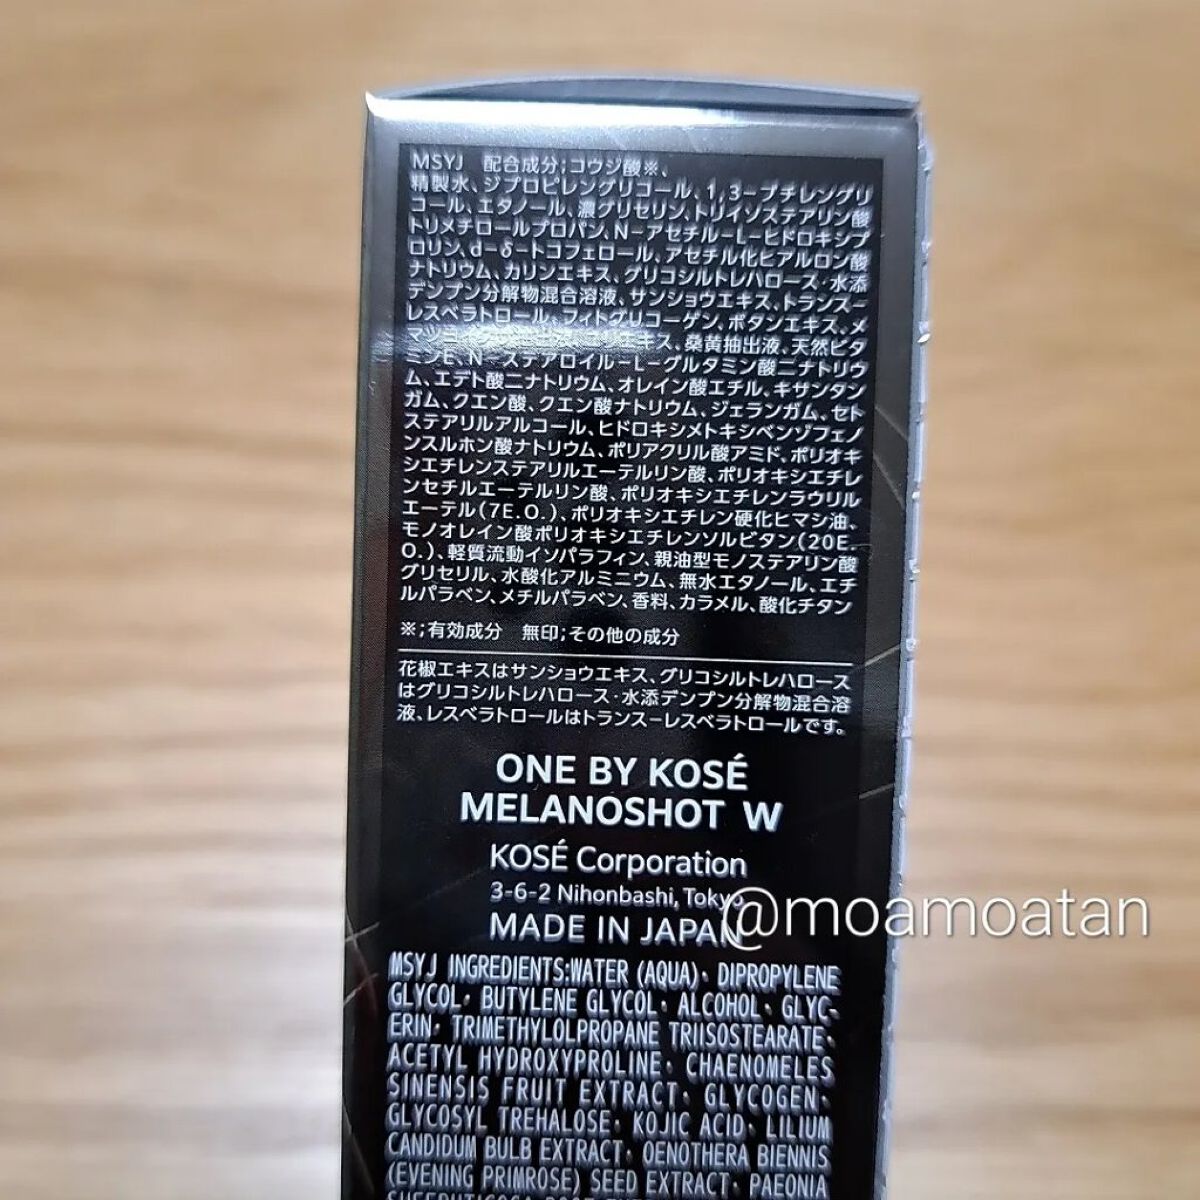 MSYJ 配合成分;コウジ酸※、
精製水、ジプロピレングリコール、1,3-ブチレングリ
コール、エタノール、濃グリセリン、トリイソステアリン酸
トリメチロールプロパン、N-アセチル-L-ヒドロキシプ
ロリン、d-δ-トコフェロール、アセチル化ヒアルロン酸
ナトリウム、カリンエキス、グリコシルトレハロース・水添
デンプン分解物混合溶液、サンショウエキス、トランス-
レスベラトロール、フィトグリコーゲン、ボタンエキス、メ
マツヨ エキス、桑黄抽出液、天然ビタ
ミンE、N-ステアロイル-L-グルタミン酸二ナトリウ
ム、エデト酸二ナトリウム、オレイン酸エチル、キサンタン
ガム、クエン酸、クエン酸ナトリウム、ジェランガム、セト
ステアリルアルコール、ヒドロキシメトキシベンゾフェノ
ンスルホン酸ナトリウム、ポリアクリル酸アミド、ポリオキ
シエチレンステアリルエーテルリン酸、ポリオキシエチレ
ンセチルエーテルリン酸、ポリオキシエチレンラウリル
エーテル(7E.O.)、ポリオキシエチレン硬化ヒマシ油、
モノオレイン酸ポリオキシエチレンソルビタン(20E.
O.)、軽質流動イソパラフィン、親油型モノステアリン酸
グリセリル、水酸化アルミニウム、無水エタノール、エチ
ルパラベン、メチルパラベン、香料、カラメル、酸化チタン
※;有効成分 無印;その他の成分
花椒エキスはサンショウエキス、グリコシルトレハロース
はグリコシルトレハロース・水添デンプン分解物混合溶
液、レスベラトロールはトランス-レスベラトロールです。
ONE BY KOSÉ
MELANOSHOT W
KOSÉ Corporation
3-6-2 Nihonbashi, Tokyo
@moamoatan
MADE IN JAPAN
MSYJ INGREDIENTS:WATER (AQUA)・ DIPROPYLENE
GLYCOL・ BUTYLENE GLYCOL・ ALCOHOL・ GLYC-
ERIN・ TRIMETHYLOLPROPANE TRIISOSTEARATE・
ACETYL HYDROXYPROLINE・ CHAENOMELES
SINENSIS FRUIT EXTRACT・ GLYCOGEN・
GLYCOSYL TREHALOSE・ KOJIC ACID・ LILIUM
CANDIDUM BULB EXTRACT・ OENOTHERA BIENNIS
(EVENING PRIMROSE) SEED EXTRACT・ PAEONIA